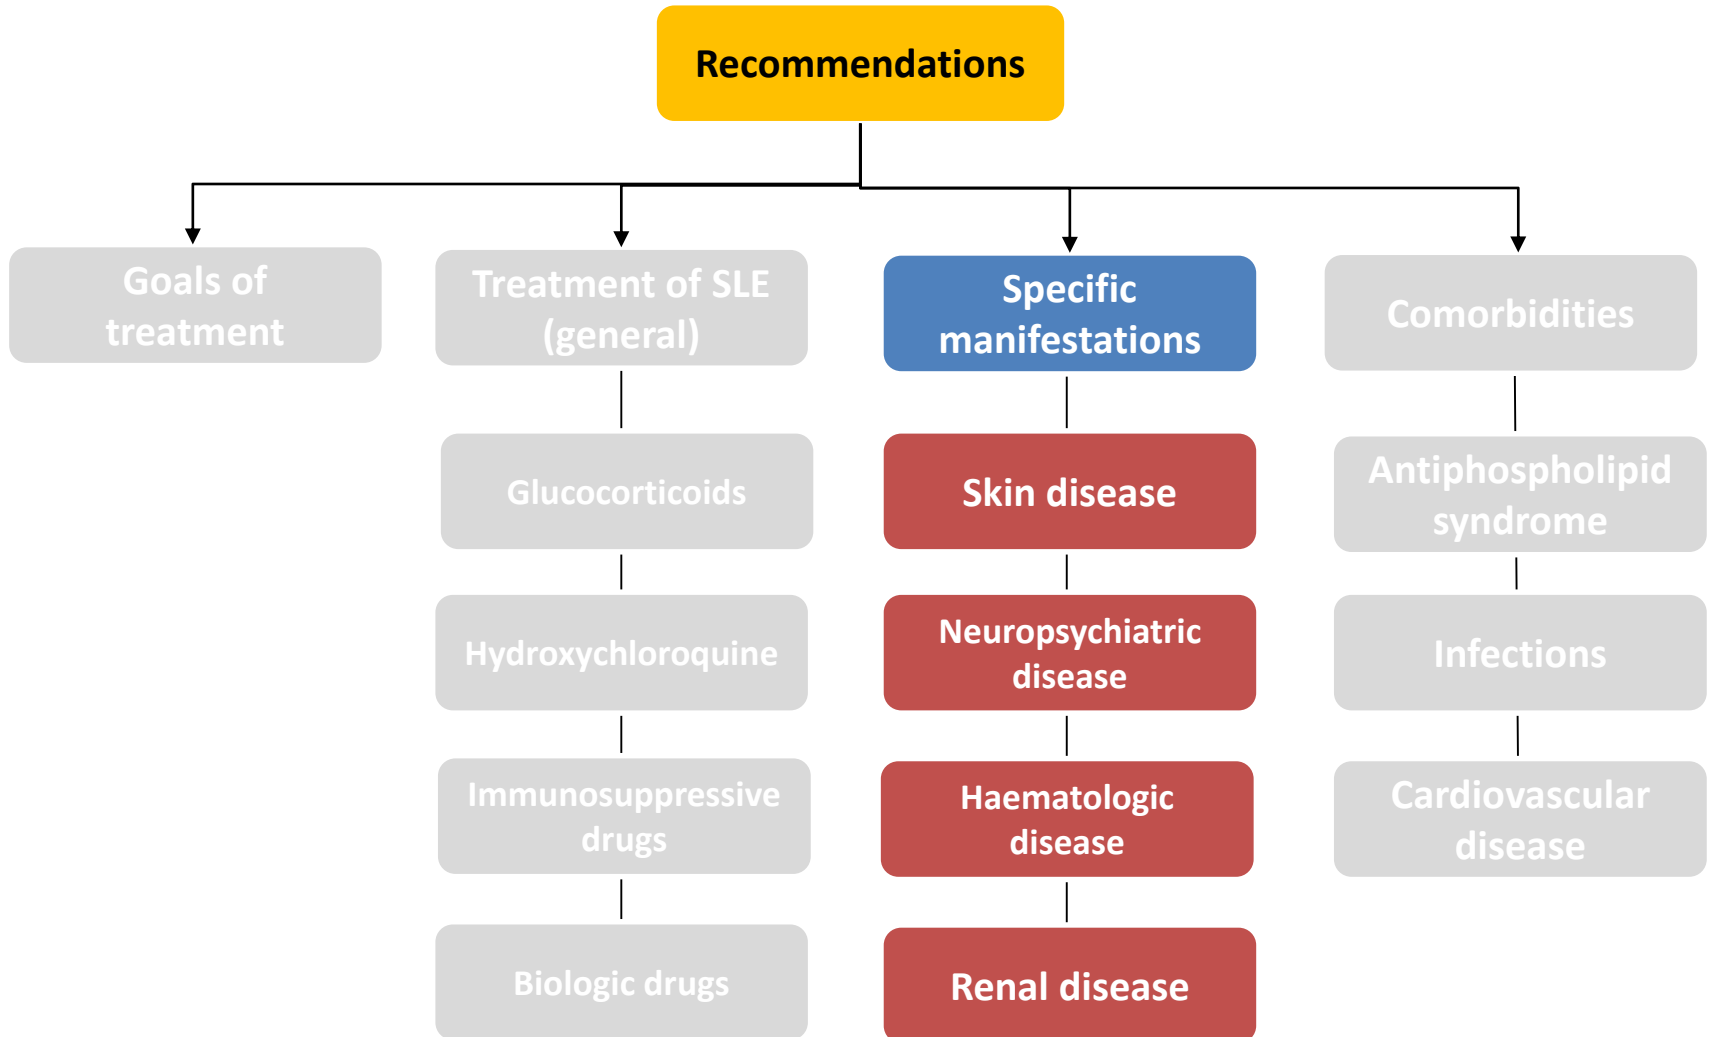 Recommendations
Goals of
treatment
Treatment of SLE
(general)
Specific
manifestations
Comorbidities
Glucocorticoids
Skin disease
Antiphospholipid
syndrome
Hydroxychloroquine
Neuropsychiatric
disease
Infections
Immunosuppressive
drugs
Haematologic
disease
Cardiovascular
disease
Biologic drugs
Renal disease